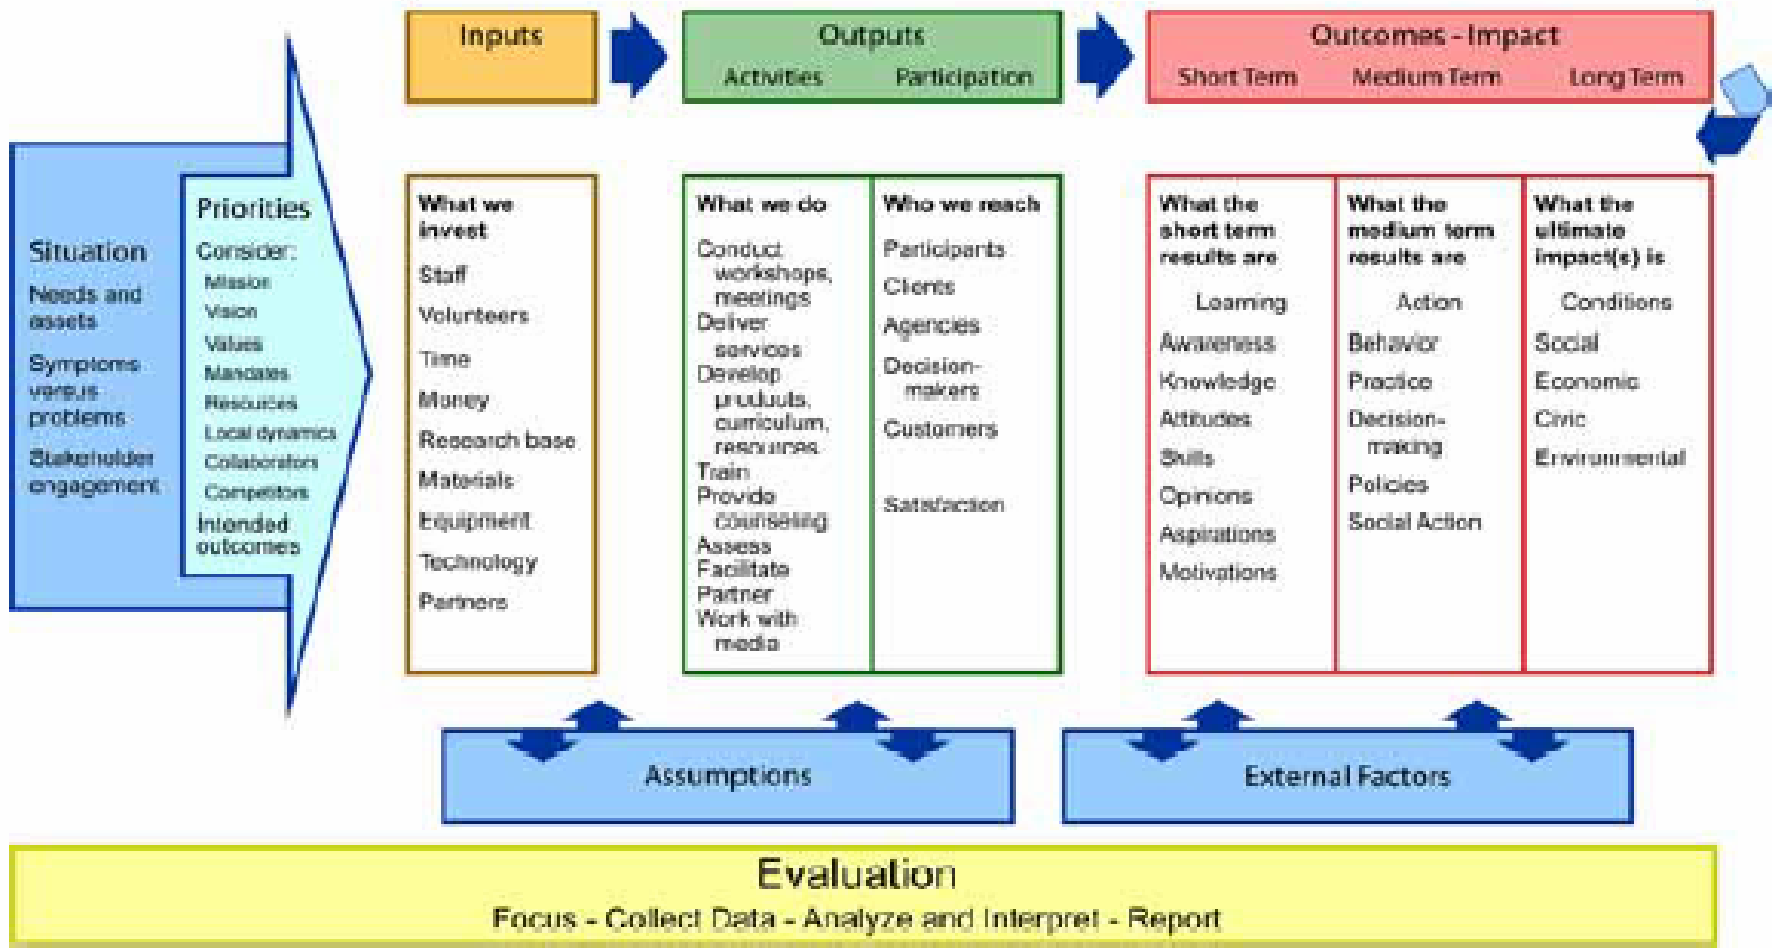 Inputs
Outputs
Activities Participation
Outcomes - Impact
Short Term Medium Term Long Term
Situation
Needs and
assets
Symptoms
versus
problems
Stakeholder
engagement
Priorities
Consider:
Mission
Vision
Values
Mandates
Resources
Local dynamics
Collaborators
Competitors
Intended
outcomes
What we
invest
Staff
Volunteers
Time
Money
Research base
Materials
Equipment
Technology
Partners
What we do
Conduct
workshops,
meetings
Deliver
services
Develop
products,
curriculum,
resources
Train
Provide
counseling
Assess
Facilitate
Partner
Work with
media
Who we reach
Participants
Clients
Agencies
Decision-
makers
Customers
Satisfaction
What the
short term
results are
Learning
Awareness
Knowledge
Attitudes
Skills
Opinions
Aspirations
Motivations
What the
medium term
results are
Action
Behavior
Practice
Decision-
making
Policies
Social Action
What the
ultimate
impact(s) is
Conditions
Social
Economic
Civic
Environmental
Assumptions
External Factors
Evaluation
Focus - Collect Data - Analyze and Interpret - Report